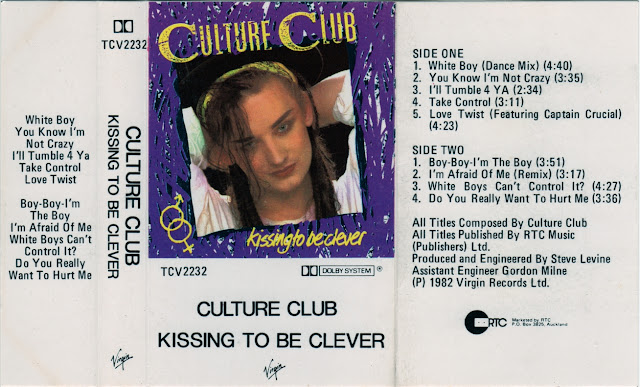 White Boy
You Know I'm
Not Crazy
I'll Tumble 4 Ya
Take Control
Love Twist
Boy-Boy-I'm
The Boy
I'm Afraid Of Me
White Boys Can't
Control It?
Do You Really
Want To Hurt Me
TCV2232
CULTURE CLUB
KISSING TO BE CLEVER
Virgin
CULTURE CLUB
kissing to be clever
TCV2232
DOLBY SYSTEM ®
CULTURE CLUB
KISSING TO BE CLEVER
Virgin
SIDE ONE
1. White Boy (Dance Mix) (4:40)
2. You Know I'm Not Crazy (3:35)
3. I'll Tumble 4 YA (2:34)
4. Take Control (3:11)
5. Love Twist (Featuring Captain Crucial)
(4:23)
SIDE TWO
1. Boy-Boy-I'm The Boy (3:51)
2. I'm Afraid Of Me (Remix) (3:17)
3. White Boys Can't Control It? (4:27)
4. Do You Really Want To Hurt Me (3:36)
All Titles Composed By Culture Club
All Titles Published By RTC Music
(Publishers) Ltd.
Produced and Engineered By Steve Levine
Assistant Engineer Gordon Milne
(P) 1982 Virgin Records Ltd.
RTC
Marketed by RTC
P.O. Box 3825, Auckland